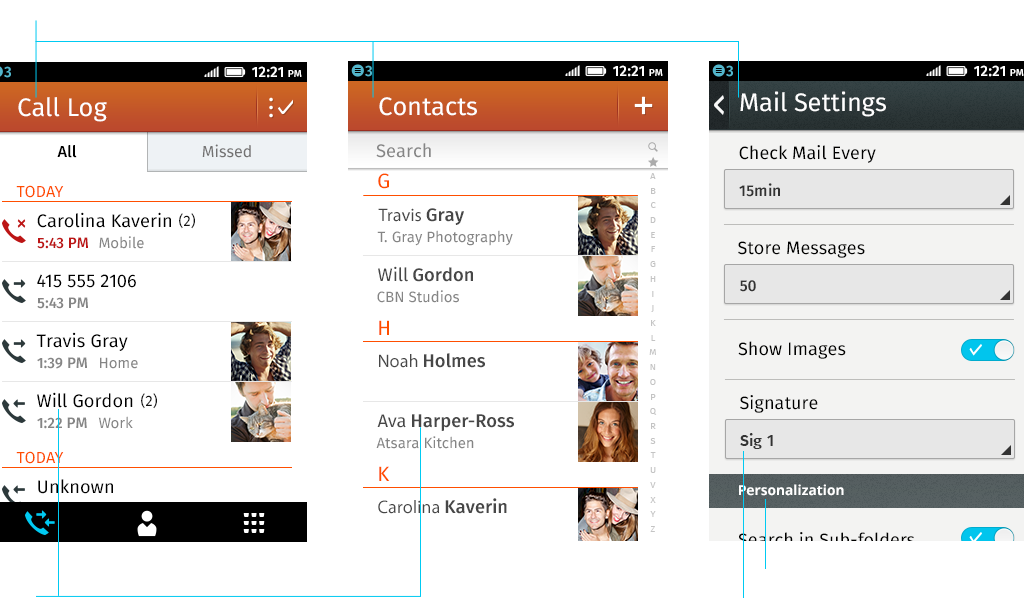 3 12:21 PM
Call Log
All Missed
TODAY
Carolina Kaverin (2)
5:43 PM Mobile
415 555 2106
5:43 PM
Travis Gray
1:39 PM Home
Will Gordon (2)
1:22 PM Work
TODAY
Unknown
3 12:21 PM
Contacts
Search
G
Travis Gray
T. Gray Photography
Will Gordon
CBN Studios
H
Noah Holmes
Ava Harper-Ross
Atsara Kitchen
K
Carolina Kaverin
A
B
C
D
E
F
G
H
I
J
K
L
M
N
O
P
Q
R
S
T
U
V
X
Y
Z
3 12:21 PM
Mail Settings
Check Mail Every
15min
Store Messages
50
Show Images
Signature
Sig 1
Personalization
Search in Sub-folders